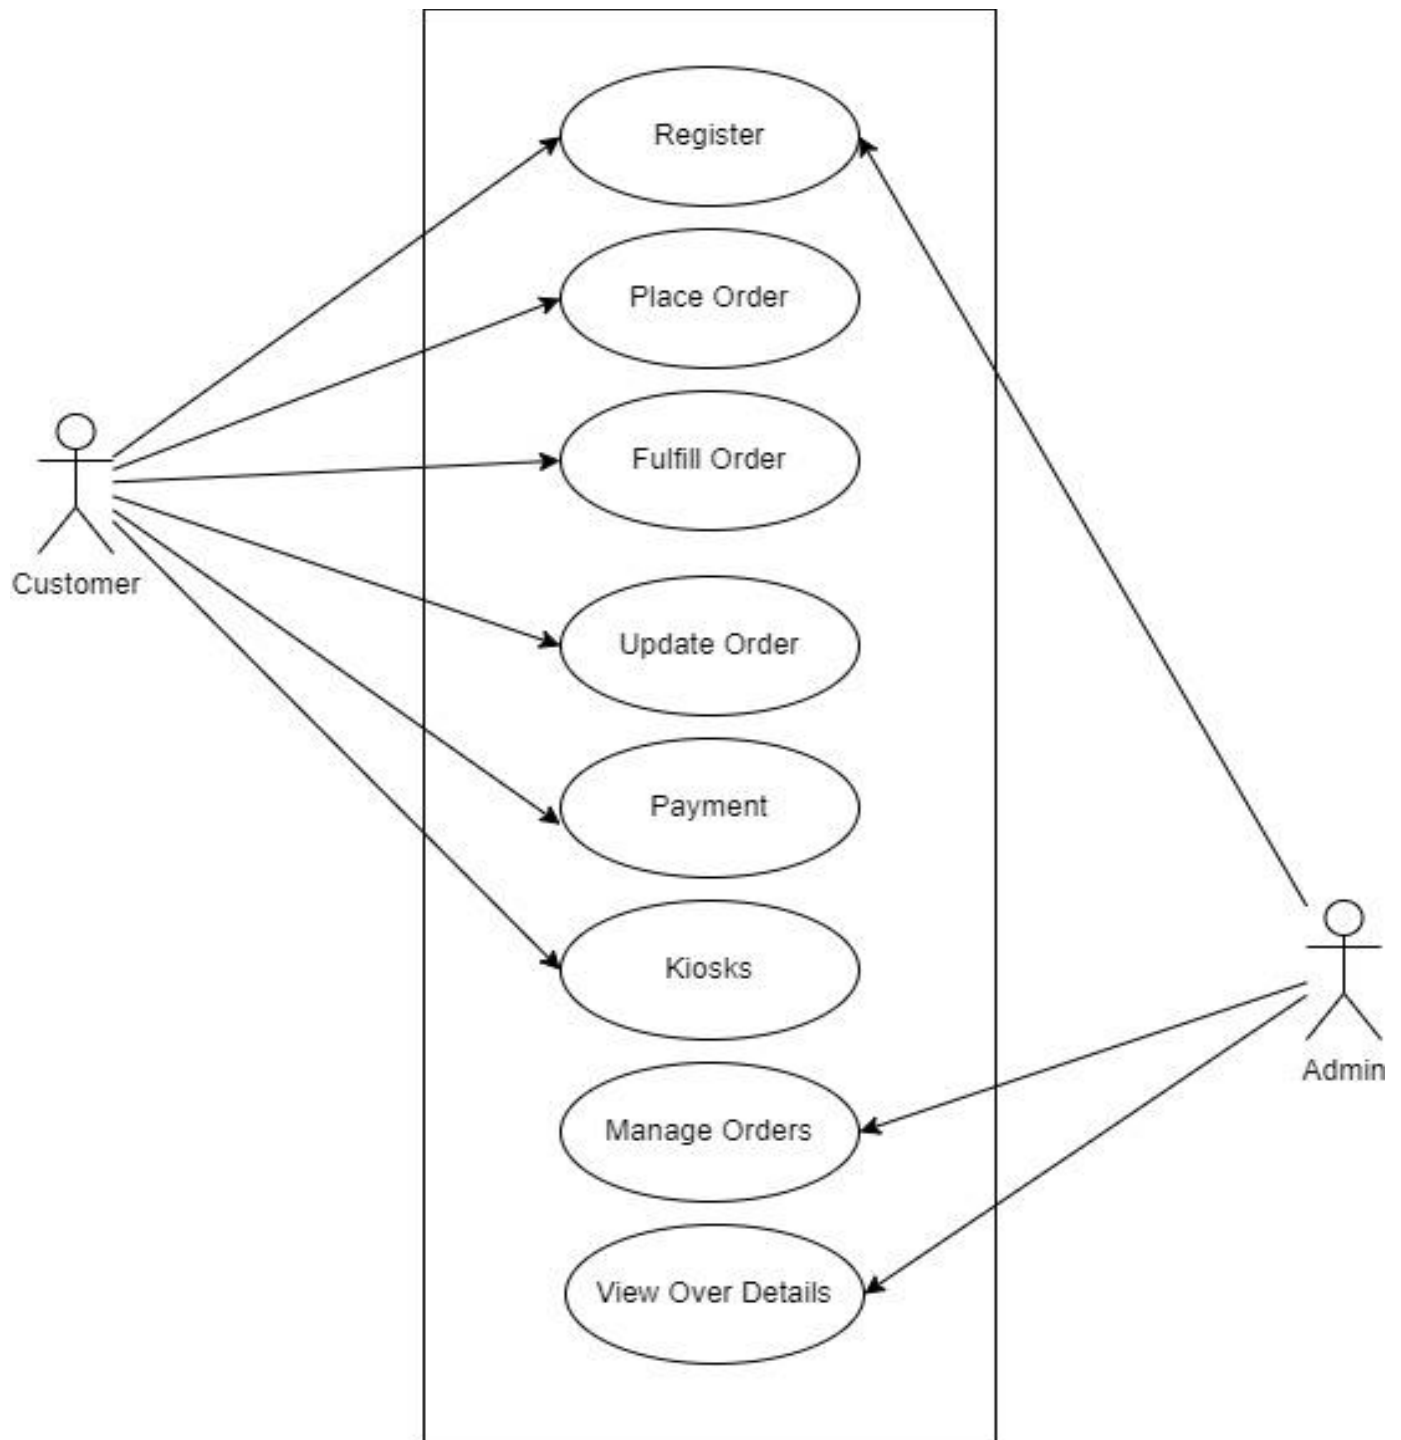 Register
Place Order
Fulfill Order
Customer
Update Order
Payment
Kiosks
Admin
Manage Orders
View Over Details